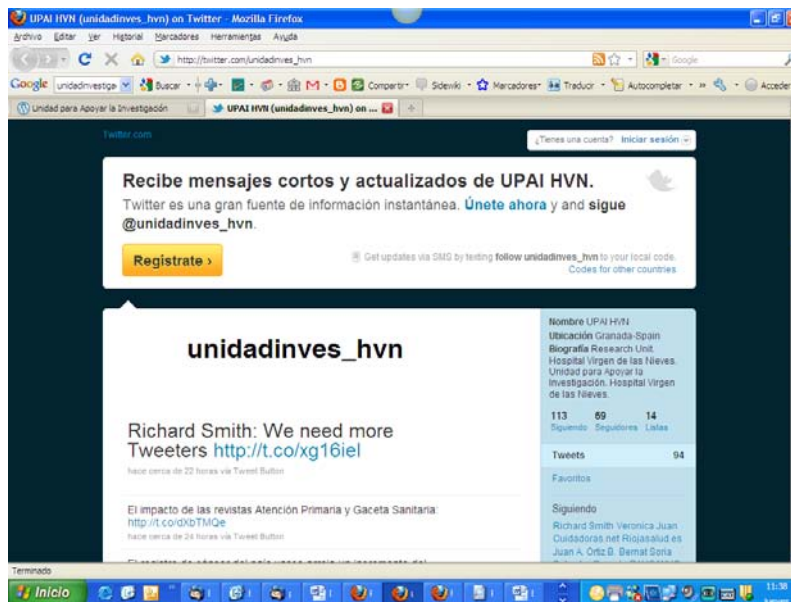 UPAI HVN (unidadinves_hvn) on Twitter - Mozilla Firefox
Archivo Editar Ver Historial Marcadores Herramientas Ayuda
http://twitter.com/unidadinves_hvn
Google
Google unidadinvestiga Buscar Compartir Sidewiki Marcadores Traducir Autocompletar Acceder
Unidad para Apoyar la Investigación
UPAI HVN (unidadinves_hvn) on ...
Twitter.com
¿Tienes una cuenta? Iniciar sesión
Recibe mensajes cortos y actualizados de UPAI HVN.
Twitter es una gran fuente de información instantánea. Únete ahora y and sigue
@unidadinves_hvn.
Regístrate ›
Get updates via SMS by texting follow unidadinves_hvn to your local code.
Codes for other countries
unidadinves_hvn
Richard Smith: We need more
Tweeters http://t.co/xg16ieI
hace cerca de 22 horas vía Tweet Button
El impacto de las revistas Atención Primaria y Gaceta Sanitaria:
http://t.co/dXbTMQe
hace cerca de 24 horas vía Tweet Button
Nombre UPAI HVN
Ubicación Granada-Spain
Biografía Research Unit.
Hospital Virgen de las Nieves.
Unidad para Apoyar la
Investigación. Hospital Virgen
de las Nieves.
113 69 14
Siguiendo Seguidores Listas
Tweets 94
Favoritos
Siguiendo
Richard Smith Veronica Juan
Cuidadoras net Riojasalud es
Juan A. Ortiz B. Bernat Soria
Terminado
Inicio
11:38